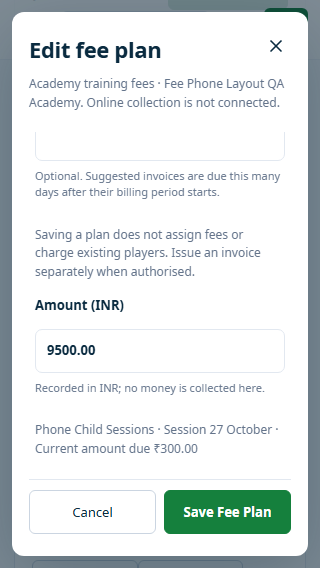 Edit fee plan
Academy training fees · Fee Phone Layout QA
Academy. Online collection is not connected.
Optional. Suggested invoices are due this many
days after their billing period starts.
Saving a plan does not assign fees or
charge existing players. Issue an invoice
separately when authorised.
Amount (INR)
9500.00
Recorded in INR; no money is collected here.
Phone Child Sessions · Session 27 October ·
Current amount due ₹300.00
Cancel
Save Fee Plan